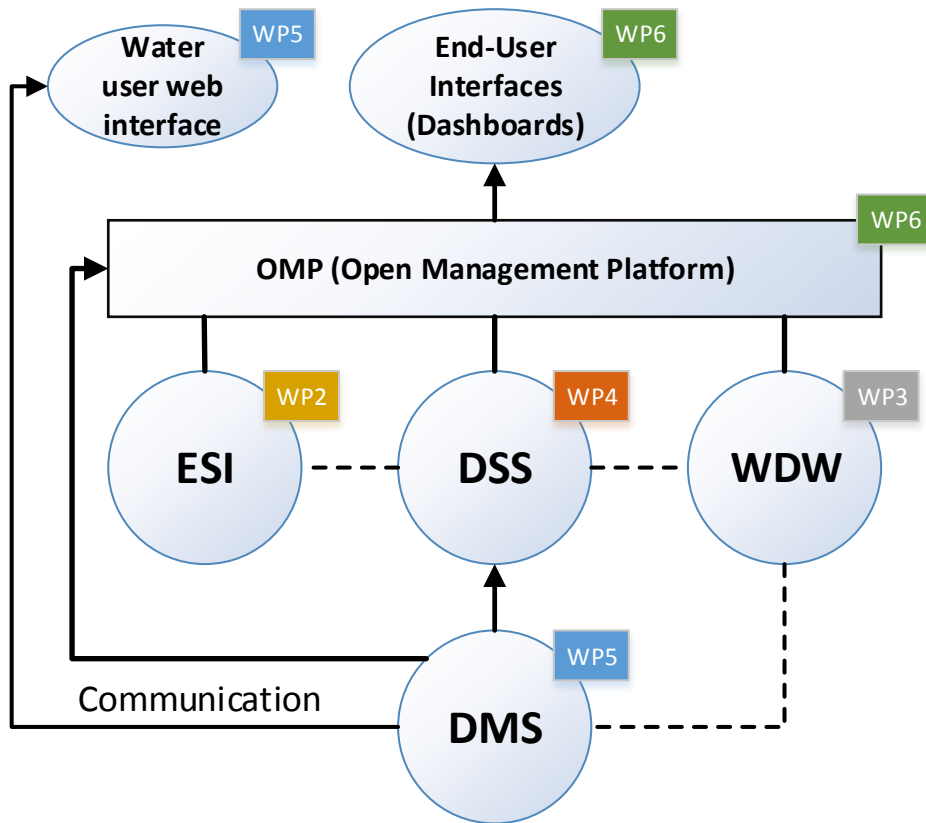 WP5
Water
user web
interface
WP6
End-User
Interfaces
(Dashboards)
WP6
OMP (Open Management Platform)
WP2
ESI
WP4
DSS
WP3
WDW
WP5
Communication
DMS